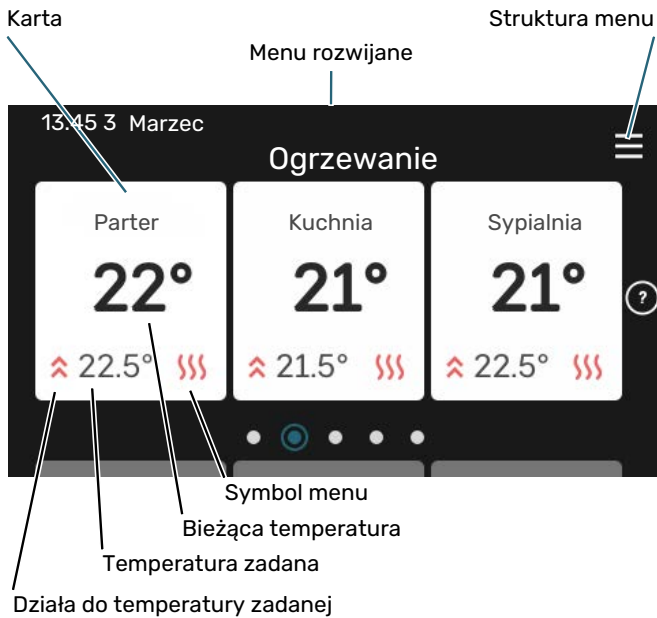 Karta
Struktura menu
Menu rozwijane
13.45 3 Marzec
Ogrzewanie
Parter
Kuchnia
Sypialnia
22°
21°
21°
?
22.5°
21.5°
22.5°
Symbol menu
Bieżąca temperatura
Temperatura zadana
Działa do temperatury zadanej